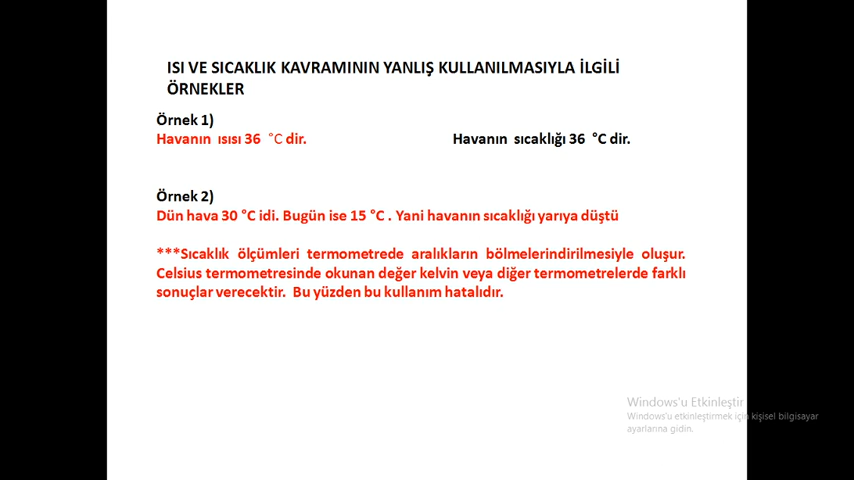 ISI VE SICAKLIK KAVRAMININ YANLIŞ KULLANILMASIYLA İLGİLİ
ÖRNEKLER
Örnek 1)
Havanın ısısı 36 °C dir.
Havanın sıcaklığı 36 °C dir.
Örnek 2)
Dün hava 30 °C idi. Bugün ise 15 °C . Yani havanın sıcaklığı yarıya düştü
***Sıcaklık ölçümleri termometrede aralıkların bölmelerindirilmesiyle oluşur.
Celsius termometresinde okunan değer kelvin veya diğer termometrelerde farklı
sonuçlar verecektir. Bu yüzden bu kullanım hatalıdır.
Windows'u Etkinleştir
Windows'u etkinleştirmek için kişisel bilgisayar
ayarlarına gidin.